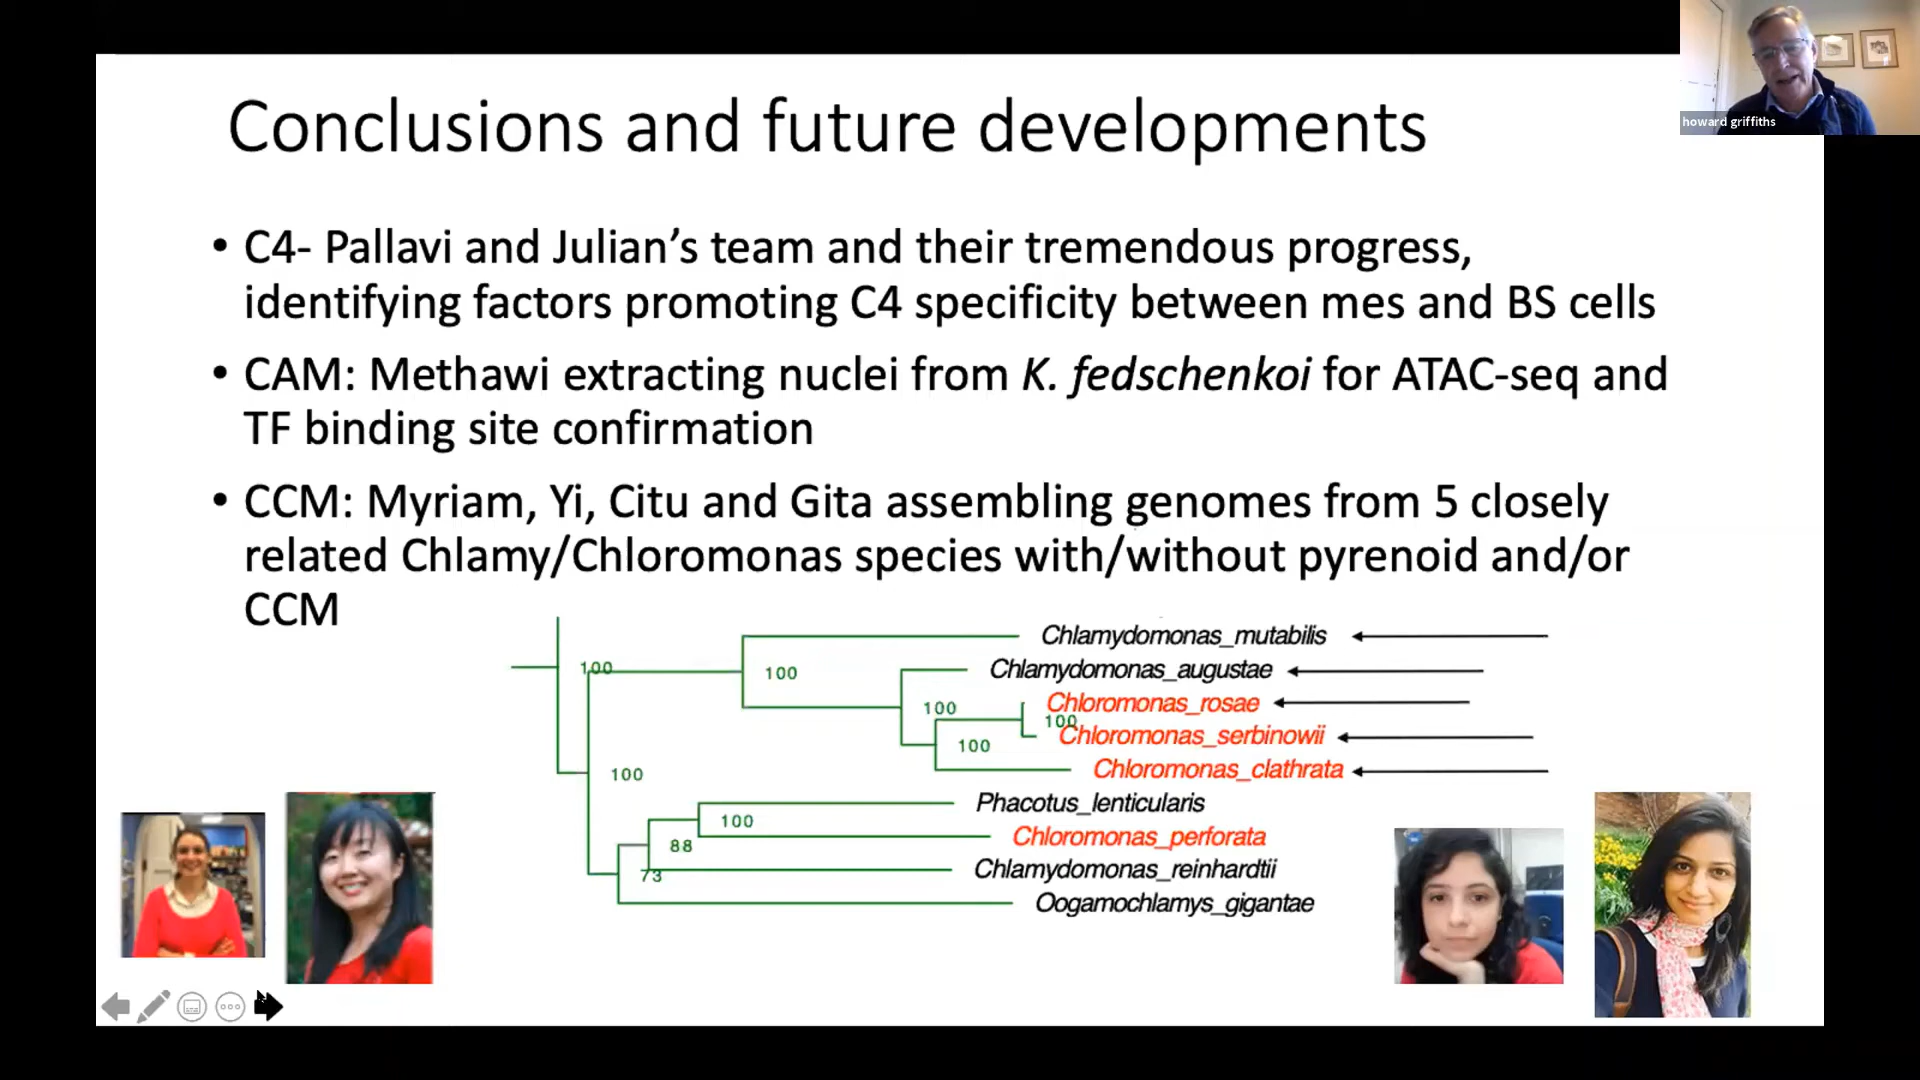 howard griffiths
Conclusions and future developments
• C4- Pallavi and Julian’s team and their tremendous progress,
identifying factors promoting C4 specificity between mes and BS cells
• CAM: Methawi extracting nuclei from K. fedschenkoi for ATAC-seq and
TF binding site confirmation
• CCM: Myriam, Yi, Citu and Gita assembling genomes from 5 closely
related Chlamy/Chloromonas species with/without pyrenoid and/or
CCM
Chlamydomonas_mutabilis
100
100
Chlamydomonas_augustae
Chloromonas_rosae
100
100
Chloromonas_serbinowii
100
Chloromonas_clathrata
100
Phacotus_lenticularis
100
Chloromonas_perforata
88
Chlamydomonas_reinhardtii
73
Oogamochlamys_gigantae